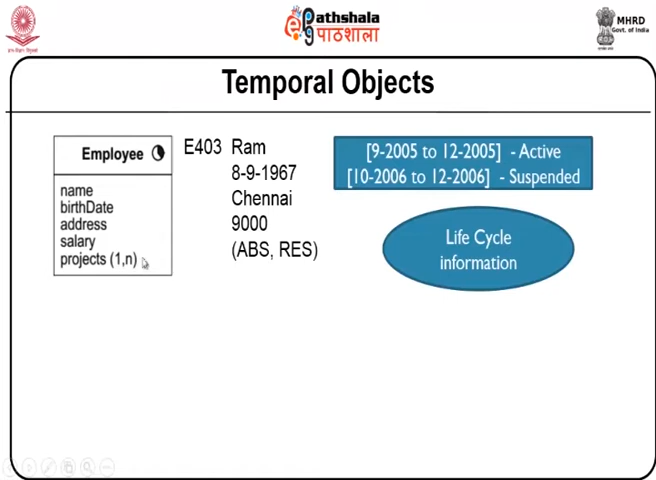 Pathshala
पाठशाला
MHRD
Govt. of India
Temporal Objects
Employee
name
birthDate
address
salary
projects (1,n)
E403 Ram
8-9-1967
Chennai
9000
(ABS, RES)
[9-2005 to 12-2005] - Active
[10-2006 to 12-2006] - Suspended
Life Cycle
information